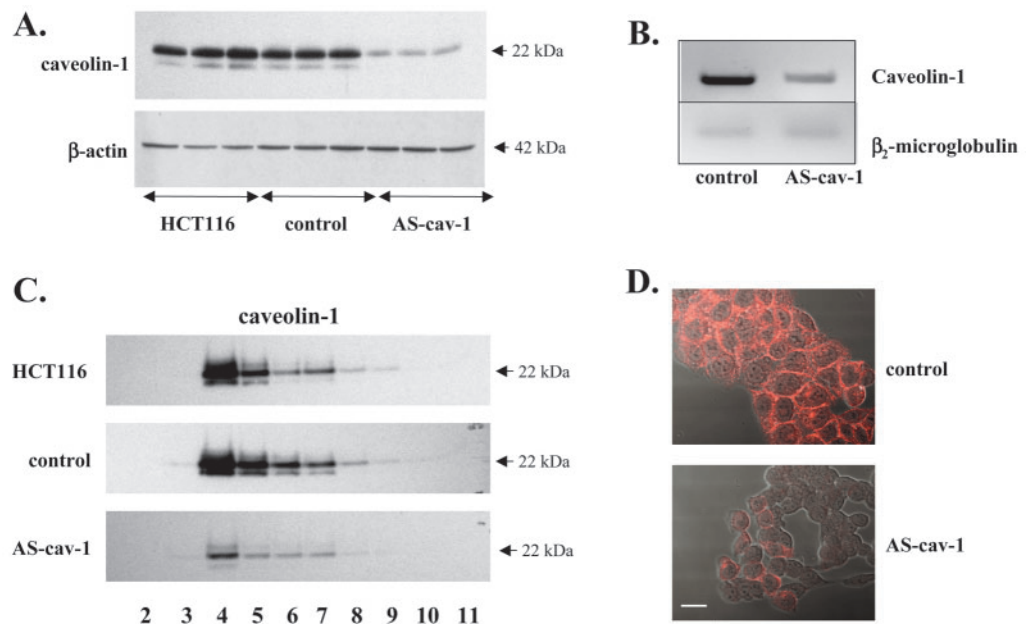 A.
caveolin-1
22 kDa
β-actin
42 kDa
HCT116 control AS-cav-1
B.
Caveolin-1
β2-microglobulin
control AS-cav-1
C.
caveolin-1
HCT116
22 kDa
control
22 kDa
AS-cav-1
22 kDa
2 3 4 5 6 7 8 9 10 11
D.
control
AS-cav-1